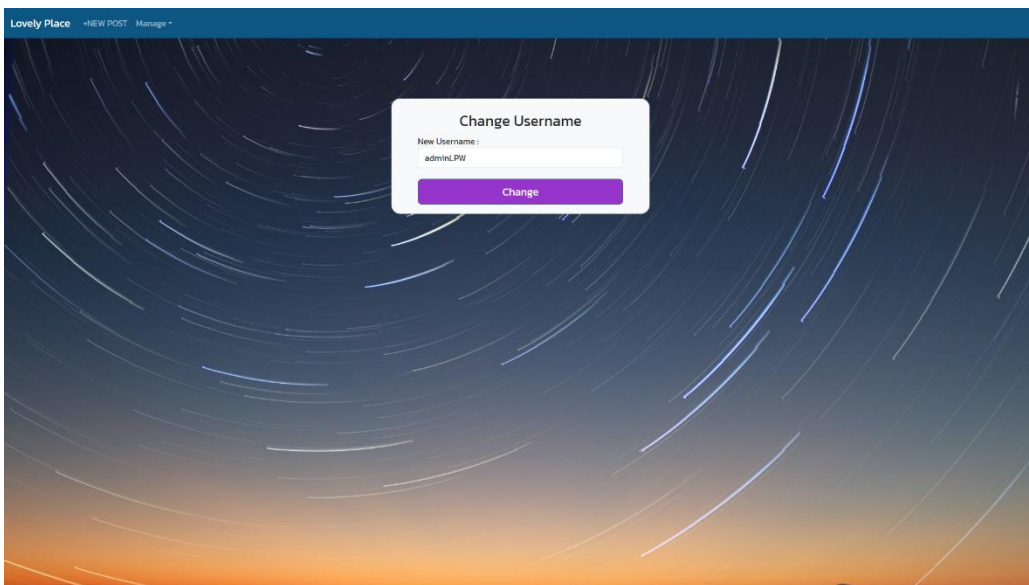 Lovely Place +NEW POST Manage
Change Username
New Username :
adminLPW
Change